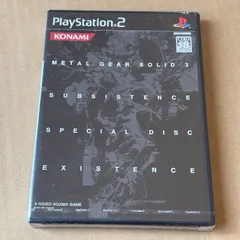 PlayStation 2
KONAMI
METAL GEAR SOLID 3
SUBSISTENCE
SPECIAL DISC
EXISTENCE
A HIDEO KOJIMA GAME